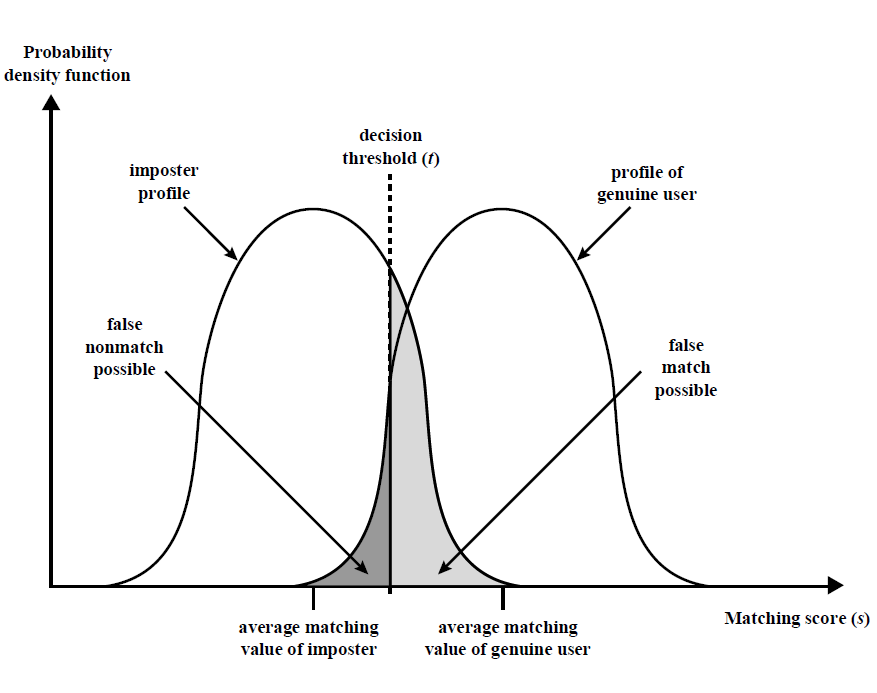 Probability
density function
decision
threshold (t)
imposter
profile
profile of
genuine user
false
nonmatch
possible
false
match
possible
Matching score (s)
average matching
value of imposter
average matching
value of genuine user